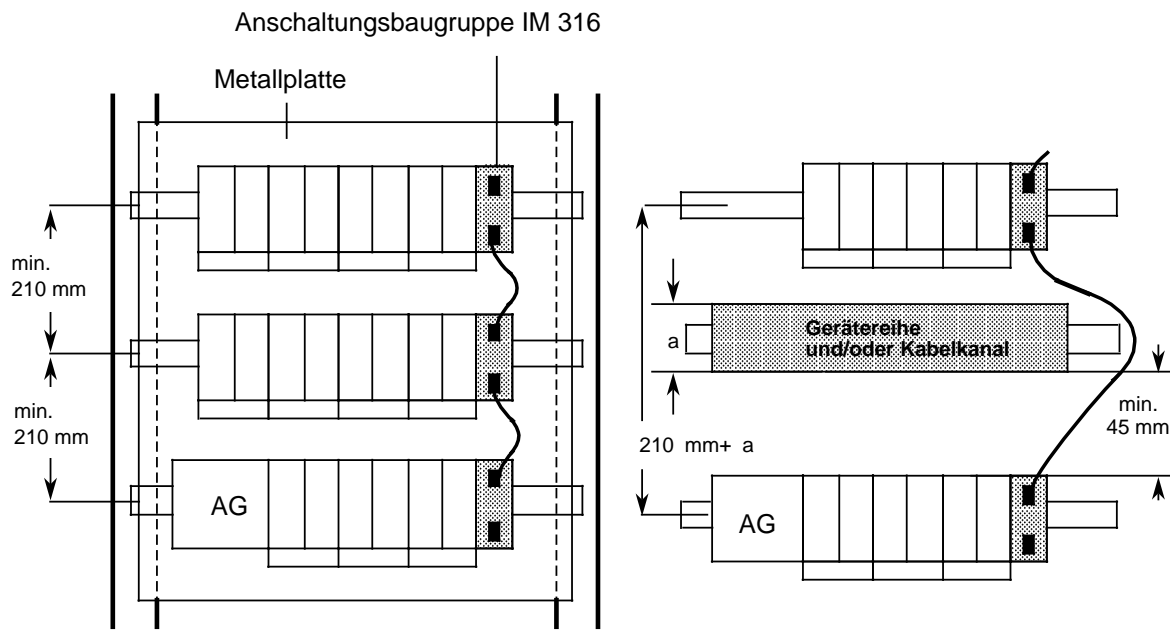 Anschaltungsbaugruppe IM 316
Metallplatte
min.
210 mm
min.
210 mm
AG
a
Gerätereihe
und/oder Kabelkanal
min.
45 mm
210 mm+ a
AG